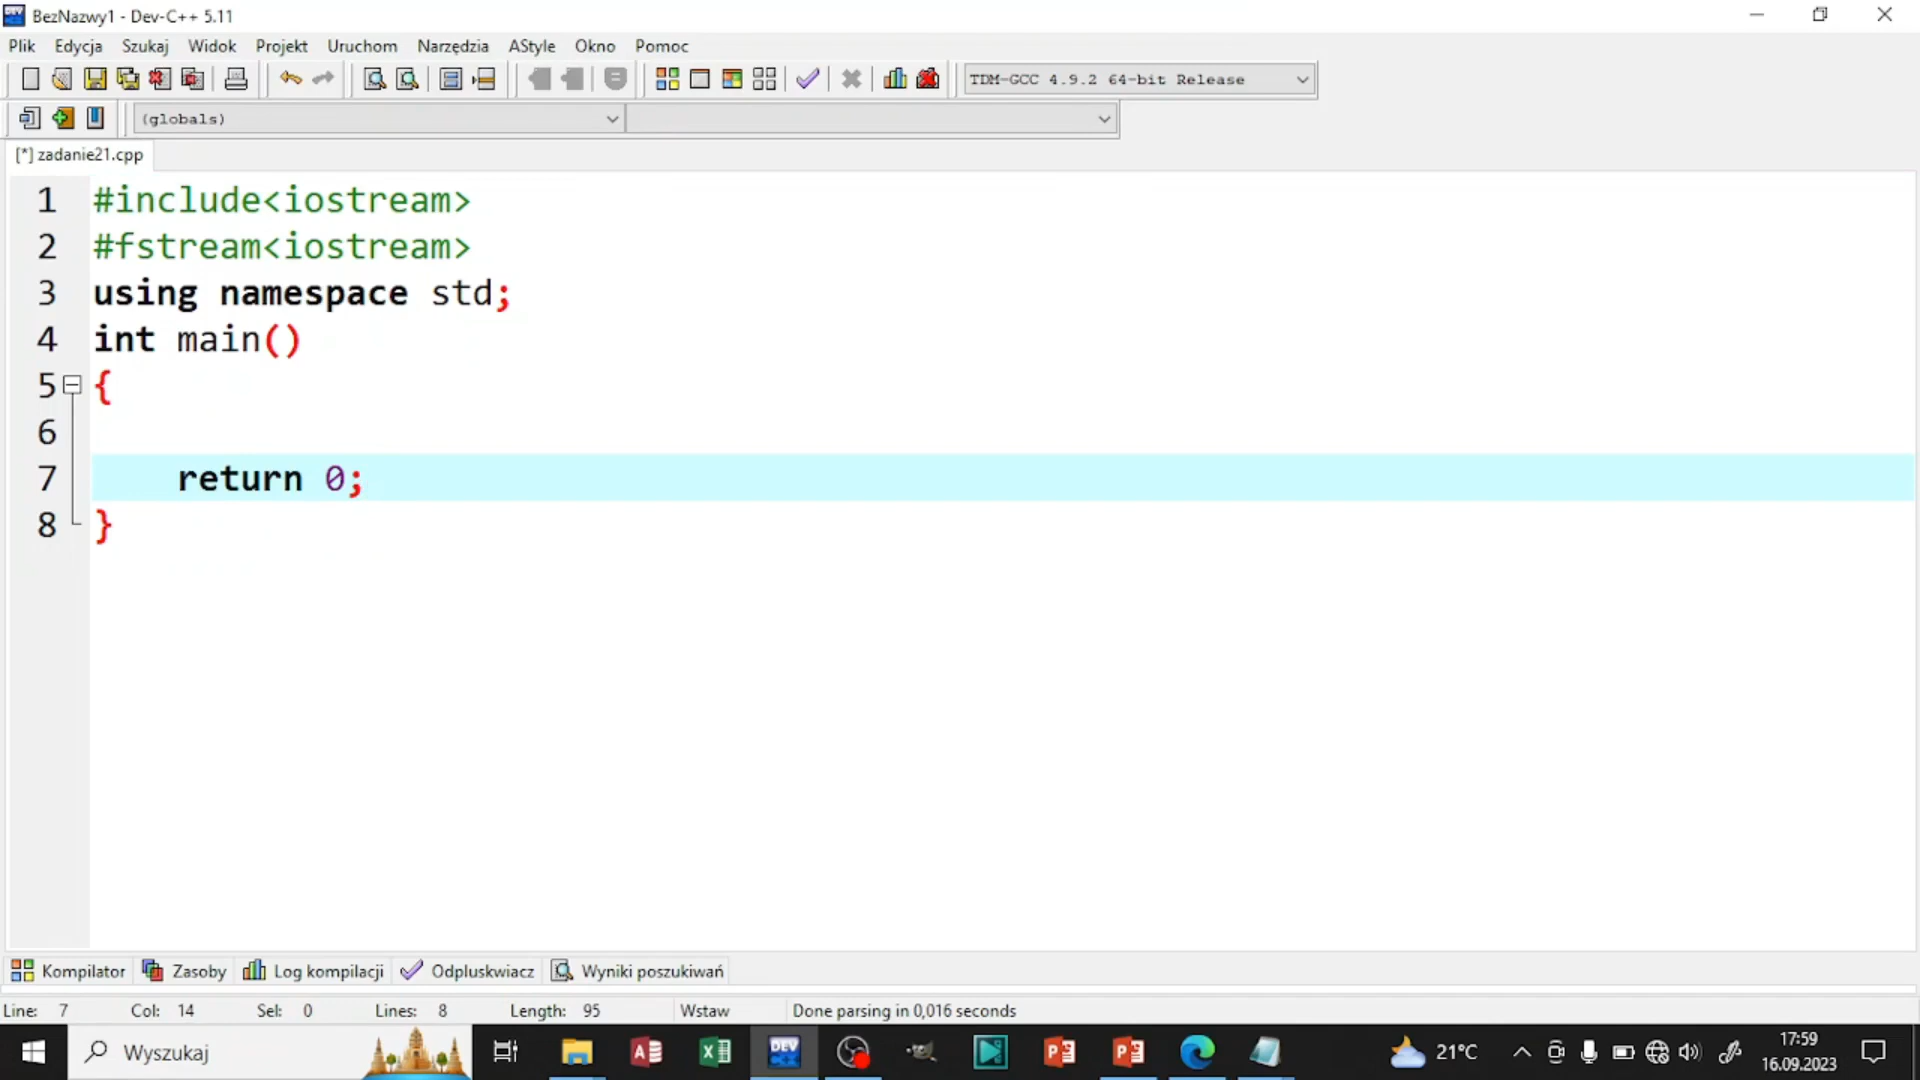 BezNazwy1 - Dev-C++ 5.11
Plik Edycja Szukaj Widok Projekt Uruchom Narzędzia AStyle Okno Pomoc
TDM-GCC 4.9.2 64-bit Release
(globals)
[*] zadanie21.cpp
1 #include<iostream>
2 #fstream<iostream>
3 using namespace std;
4 int main()
5 {
6
7 return 0;
8 }
Kompilator Zasoby Log kompilacji Odpluskwiacz Wyniki poszukiwań
Line: 7 Col: 14 Sel: 0 Lines: 8 Length: 95 Wstaw Done parsing in 0,016 seconds
Wyszukaj
DEV
21°C
17:59
16.09.2023